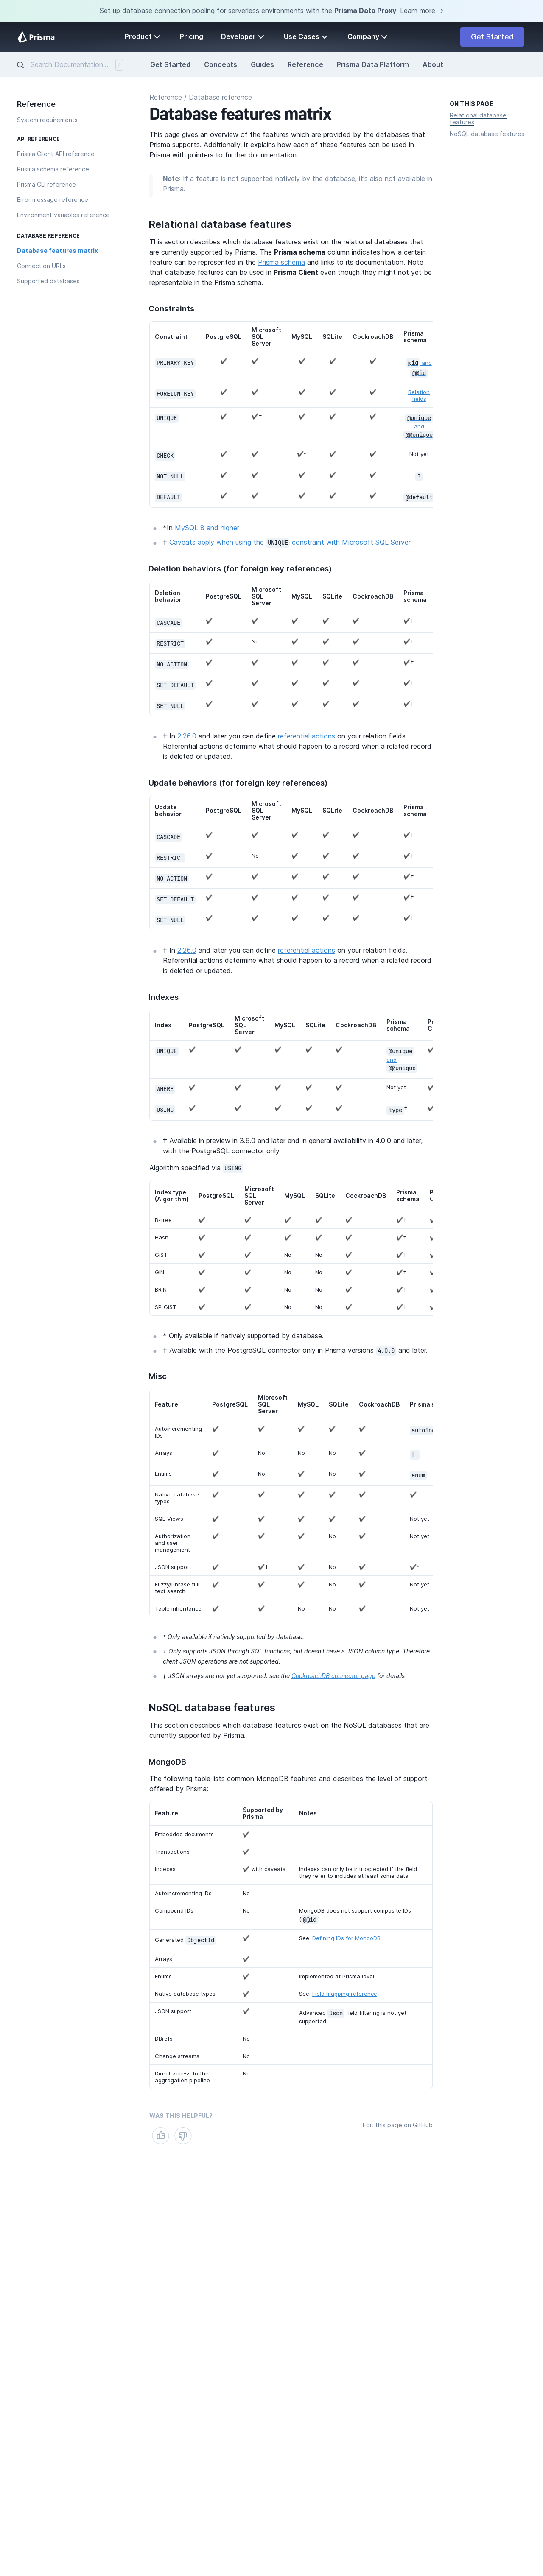 Set up database connection pooling for serverless environments with the Prisma Data Proxy. Learn more →
Prisma
Product
Pricing
Developer
Use Cases
Company
Get Started
Search Documentation...
/
Get Started
Concepts
Guides
Reference
Prisma Data Platform
About
Reference
System requirements
API REFERENCE
Prisma Client API reference
Prisma schema reference
Prisma CLI reference
Error message reference
Environment variables reference
DATABASE REFERENCE
Database features matrix
Connection URLs
Supported databases
ON THIS PAGE
Relational database
features
NoSQL database features
Reference / Database reference
Database features matrix
This page gives an overview of the features which are provided by the databases that
Prisma supports. Additionally, it explains how each of these features can be used in
Prisma with pointers to further documentation.
Note: If a feature is not supported natively by the database, it's also not available in
Prisma.
Relational database features
This section describes which database features exist on the relational databases that
are currently supported by Prisma. The Prisma schema column indicates how a certain
feature can be represented in the Prisma schema and links to its documentation. Note
that database features can be used in Prisma Client even though they might not yet be
representable in the Prisma schema.
Constraints
Constraint PostgreSQL Microsoft SQL Server MySQL SQLite CockroachDB Prisma schema
PRIMARY KEY ✔ ✔ ✔ ✔ ✔ @id and @@id
FOREIGN KEY ✔ ✔ ✔ ✔ ✔ Relation fields
UNIQUE ✔ ✔† ✔ ✔ ✔ @unique and @@unique
CHECK ✔ ✔ ✔* ✔ ✔ Not yet
NOT NULL ✔ ✔ ✔ ✔ ✔ ?
DEFAULT ✔ ✔ ✔ ✔ ✔ @default
*In MySQL 8 and higher
† Caveats apply when using the UNIQUE constraint with Microsoft SQL Server
Deletion behaviors (for foreign key references)
Deletion behavior PostgreSQL Microsoft SQL Server MySQL SQLite CockroachDB Prisma schema
CASCADE ✔ ✔ ✔ ✔ ✔ ✔†
RESTRICT ✔ No ✔ ✔ ✔ ✔†
NO ACTION ✔ ✔ ✔ ✔ ✔ ✔†
SET DEFAULT ✔ ✔ ✔ ✔ ✔ ✔†
SET NULL ✔ ✔ ✔ ✔ ✔ ✔†
† In 2.26.0 and later you can define referential actions on your relation fields.
Referential actions determine what should happen to a record when a related record
is deleted or updated.
Update behaviors (for foreign key references)
Update behavior PostgreSQL Microsoft SQL Server MySQL SQLite CockroachDB Prisma schema
CASCADE ✔ ✔ ✔ ✔ ✔ ✔†
RESTRICT ✔ No ✔ ✔ ✔ ✔†
NO ACTION ✔ ✔ ✔ ✔ ✔ ✔†
SET DEFAULT ✔ ✔ ✔ ✔ ✔ ✔†
SET NULL ✔ ✔ ✔ ✔ ✔ ✔†
† In 2.26.0 and later you can define referential actions on your relation fields.
Referential actions determine what should happen to a record when a related record
is deleted or updated.
Indexes
Index PostgreSQL Microsoft SQL Server MySQL SQLite CockroachDB Prisma schema
UNIQUE ✔ ✔ ✔ ✔ ✔ @unique and @@unique ✔
WHERE ✔ ✔ ✔ ✔ ✔ Not yet ✔
USING ✔ ✔ ✔ ✔ ✔ type† ✔
† Available in preview in 3.6.0 and later and in general availability in 4.0.0 and later,
with the PostgreSQL connector only.
Algorithm specified via USING:
Index type (Algorithm) PostgreSQL Microsoft SQL Server MySQL SQLite CockroachDB Prisma schema
B-tree ✔ ✔ ✔ ✔ ✔ ✔†
Hash ✔ ✔ ✔ ✔ ✔ ✔†
GiST ✔ ✔ No No ✔ ✔†
GIN ✔ ✔ No No ✔ ✔†
BRIN ✔ ✔ No No ✔ ✔†
SP-GiST ✔ ✔ No No ✔ ✔†
* Only available if natively supported by database.
† Available with the PostgreSQL connector only in Prisma versions 4.0.0 and later.
Misc
Feature PostgreSQL Microsoft SQL Server MySQL SQLite CockroachDB Prisma
Autoincrementing IDs ✔ ✔ ✔ ✔ ✔
Arrays ✔ No No No ✔ []
Enums ✔ No ✔ No ✔ enum
Native database types ✔ ✔ ✔ ✔ ✔ ✔
SQL Views ✔ ✔ ✔ ✔ ✔ Not yet
Authorization and user management ✔ ✔ ✔ No ✔ Not yet
JSON support ✔ ✔† ✔ No ✔‡ ✔*
Fuzzy/Phrase full text search ✔ ✔ ✔ No ✔ Not yet
Table inheritance ✔ ✔ No No ✔ Not yet
* Only available if natively supported by database.
† Only supports JSON through SQL functions, but doesn't have a JSON column type. Therefore
client JSON operations are not supported.
‡ JSON arrays are not yet supported: see the CockroachDB connector page for details
NoSQL database features
This section describes which database features exist on the NoSQL databases that are
currently supported by Prisma.
MongoDB
The following table lists common MongoDB features and describes the level of support
offered by Prisma:
Feature Supported by Prisma Notes
Embedded documents ✔
Transactions ✔
Indexes ✔ with caveats Indexes can only be introspected if the field they refer to includes at least some data.
Autoincrementing IDs No
Compound IDs No MongoDB does not support composite IDs (@@id)
Generated ObjectId ✔ See: Defining IDs for MongoDB
Arrays ✔
Enums ✔ Implemented at Prisma level
Native database types ✔ See: Field mapping reference
JSON support ✔ Advanced Json field filtering is not yet supported.
DBrefs No
Change streams No
Direct access to the aggregation pipeline No
WAS THIS HELPFUL?
Edit this page on GitHub